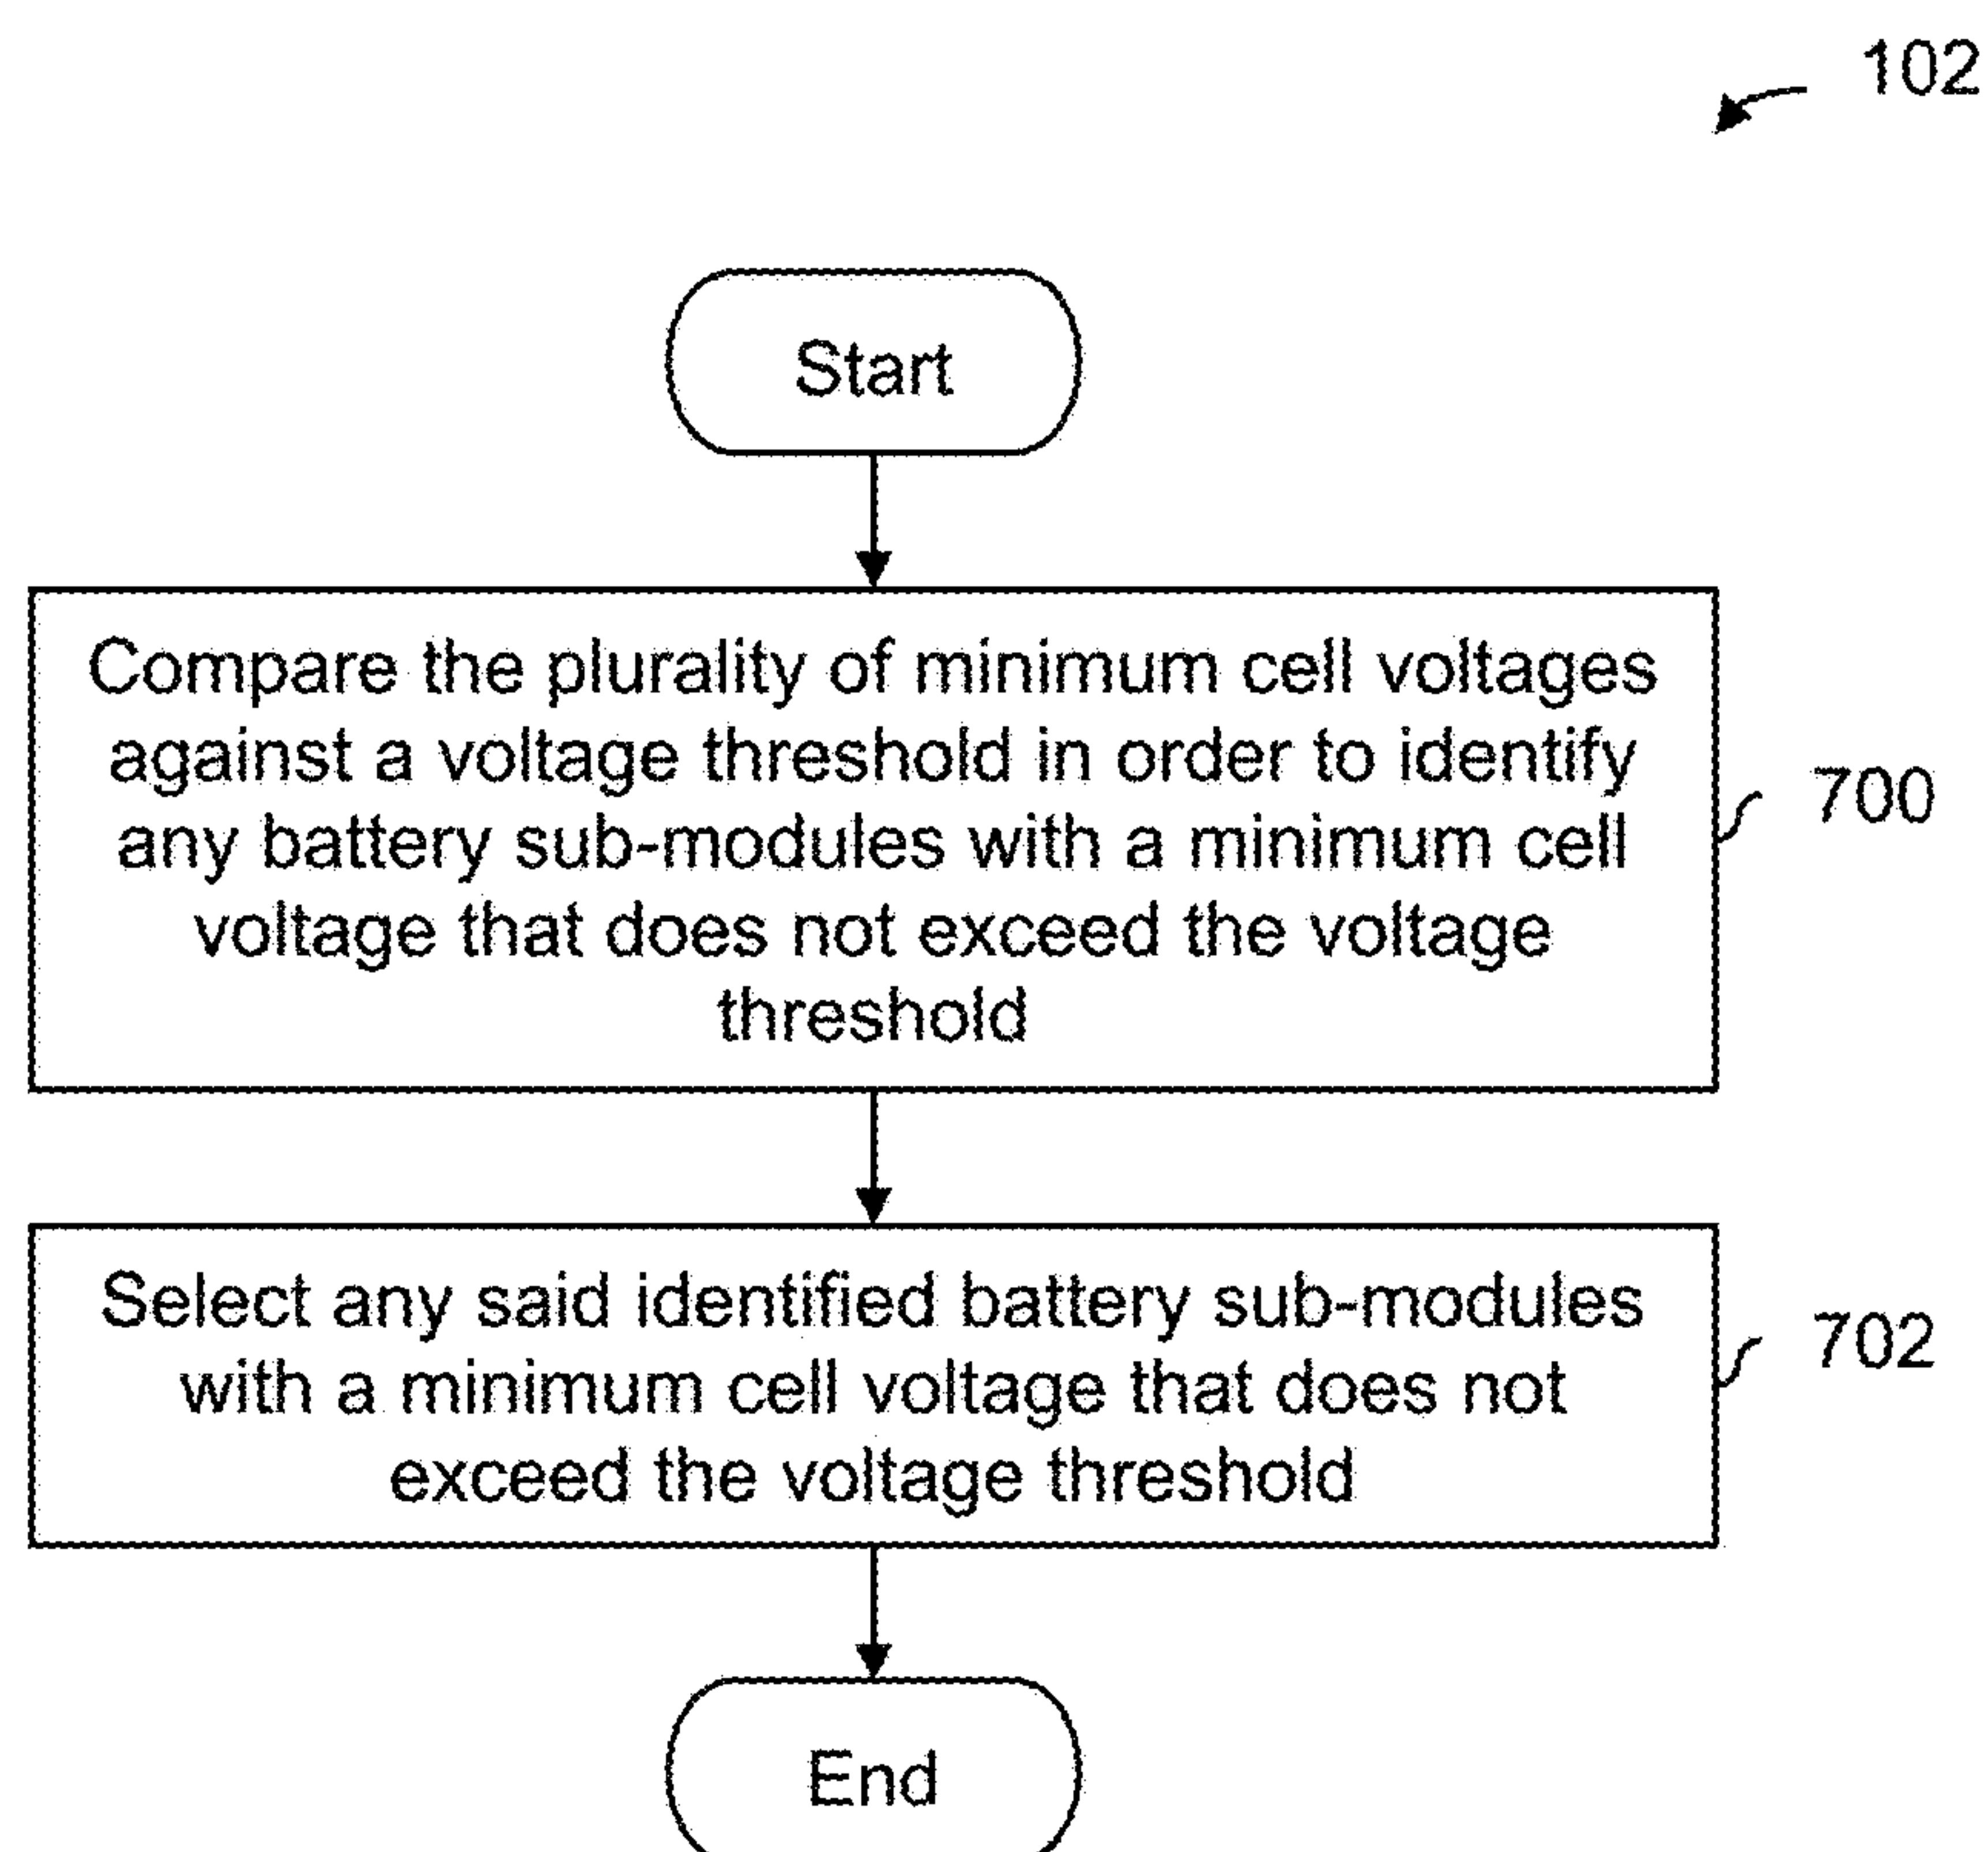 102
Start
Compare the plurality of minimum cell voltages
against a voltage threshold in order to identify
any battery sub-modules with a minimum cell
voltage that does not exceed the voltage
threshold
700
Select any said identified battery sub-modules
with a minimum cell voltage that does not
exceed the voltage threshold
702
End